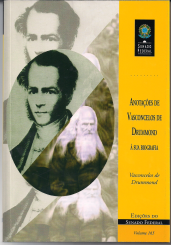 SENADO
FEDERAL
ANOTAÇÕES DE
VASCONCELOS DE
DRUMMOND
À SUA BIOGRAFIA
Vasconcelos de
Drummond
EDIÇÕES DO
SENADO FEDERAL